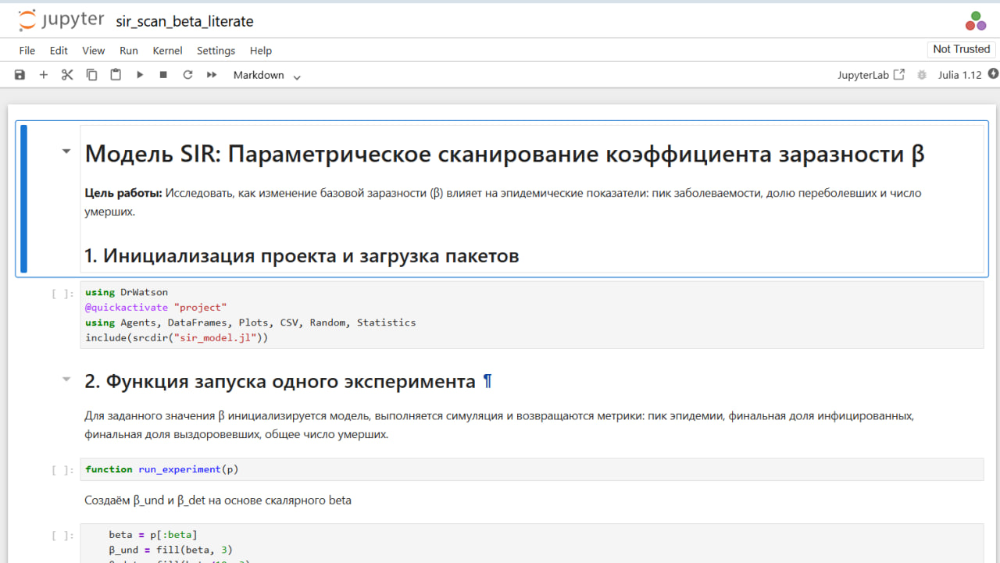 jupyter sir_scan_beta_literate
File Edit View Run Kernel Settings Help
Not Trusted
Markdown
JupyterLab Julia 1.12
Модель SIR: Параметрическое сканирование коэффициента заразности β
Цель работы: Исследовать, как изменение базовой заразности (β) влияет на эпидемические показатели: пик заболеваемости, долю переболевших и число
умерших.
1. Инициализация проекта и загрузка пакетов
[ ]: using DrWatson
@quickactivate "project"
using Agents, DataFrames, Plots, CSV, Random, Statistics
include(srcdir("sir_model.jl"))
2. Функция запуска одного эксперимента ¶
Для заданного значения β инициализируется модель, выполняется симуляция и возвращаются метрики: пик эпидемии, финальная доля инфицированных,
финальная доля выздоровевших, общее число умерших.
[ ]: function run_experiment(p)
Создаём β_und и β_det на основе скалярного beta
[ ]: beta = p[:beta]
β_und = fill(beta, 3)